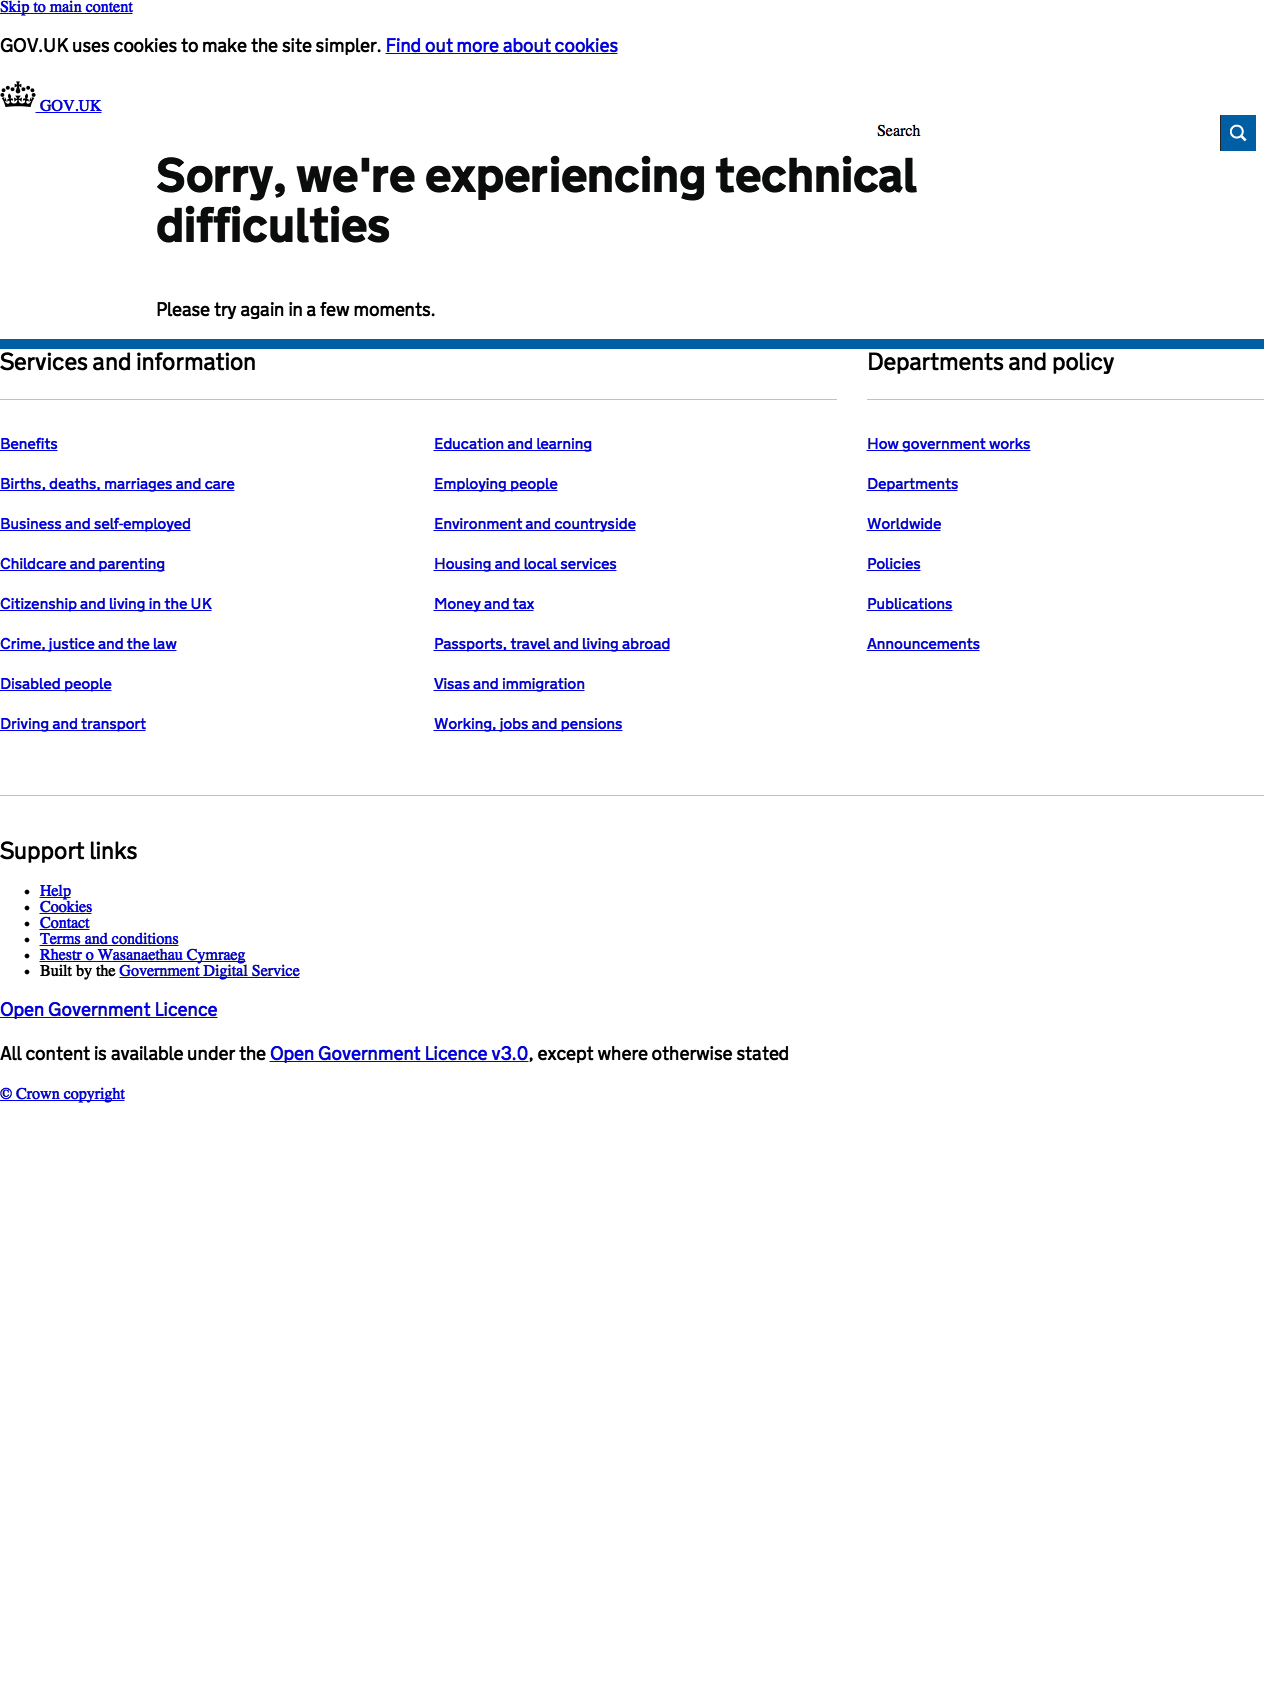 Skip to main content
GOV.UK uses cookies to make the site simpler. Find out more about cookies
GOV.UK
Search
Sorry, we're experiencing technical
difficulties
Please try again in a few moments.
Services and information
Benefits
Births, deaths, marriages and care
Business and self-employed
Childcare and parenting
Citizenship and living in the UK
Crime, justice and the law
Disabled people
Driving and transport
Education and learning
Employing people
Environment and countryside
Housing and local services
Money and tax
Passports, travel and living abroad
Visas and immigration
Working, jobs and pensions
Departments and policy
How government works
Departments
Worldwide
Policies
Publications
Announcements
Support links
Help
Cookies
Contact
Terms and conditions
Rhestr o Wasanaethau Cymraeg
Built by the Government Digital Service
Open Government Licence
All content is available under the Open Government Licence v3.0, except where otherwise stated
© Crown copyright